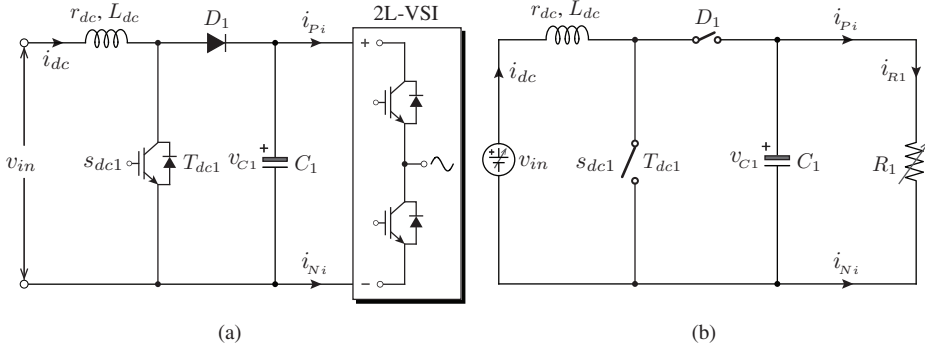 r_dc, L_dc
D_1
i_Pi
2L-VSI
i_dc
+
v_in
s_dc1
T_dc1
v_C1
+
C_1
i_Ni
−
(a)
r_dc, L_dc
D_1
i_Pi
i_dc
i_R1
+
v_in
s_dc1
T_dc1
v_C1
+
C_1
R_1
i_Ni
(b)